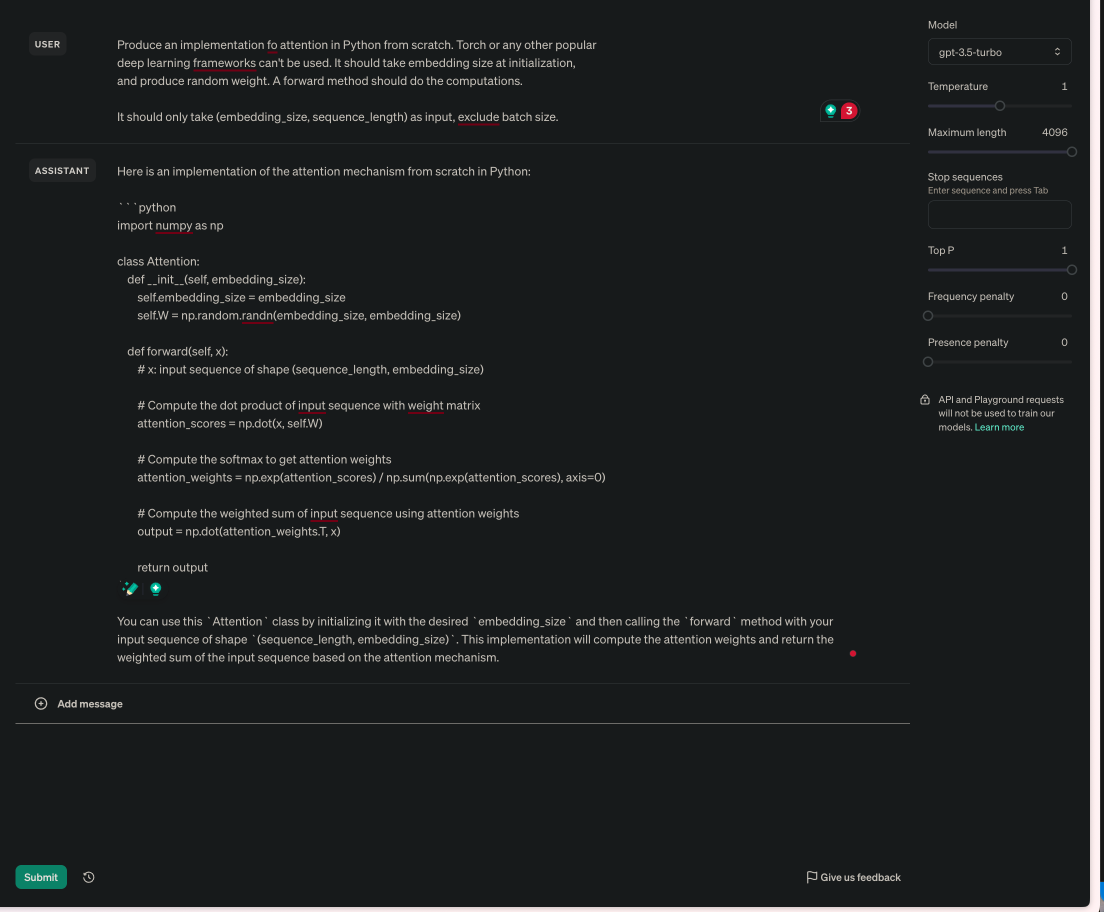 USER
Produce an implementation fo attention in Python from scratch. Torch or any other popular
deep learning frameworks can't be used. It should take embedding size at initialization,
and produce random weight. A forward method should do the computations.
It should only take (embedding_size, sequence_length) as input, exclude batch size.
3
ASSISTANT
Here is an implementation of the attention mechanism from scratch in Python:
```python
import numpy as np
class Attention:
def __init__(self, embedding_size):
self.embedding_size = embedding_size
self.W = np.random.randn(embedding_size, embedding_size)
def forward(self, x):
# x: input sequence of shape (sequence_length, embedding_size)
# Compute the dot product of input sequence with weight matrix
attention_scores = np.dot(x, self.W)
# Compute the softmax to get attention weights
attention_weights = np.exp(attention_scores) / np.sum(np.exp(attention_scores), axis=0)
# Compute the weighted sum of input sequence using attention weights
output = np.dot(attention_weights.T, x)
return output
You can use this `Attention` class by initializing it with the desired `embedding_size` and then calling the `forward` method with your
input sequence of shape `(sequence_length, embedding_size)`. This implementation will compute the attention weights and return the
weighted sum of the input sequence based on the attention mechanism.
Add message
Submit
Give us feedback
Model
gpt-3.5-turbo
Temperature 1
Maximum length 4096
Stop sequences
Enter sequence and press Tab
Top P 1
Frequency penalty 0
Presence penalty 0
API and Playground requests
will not be used to train our
models. Learn more